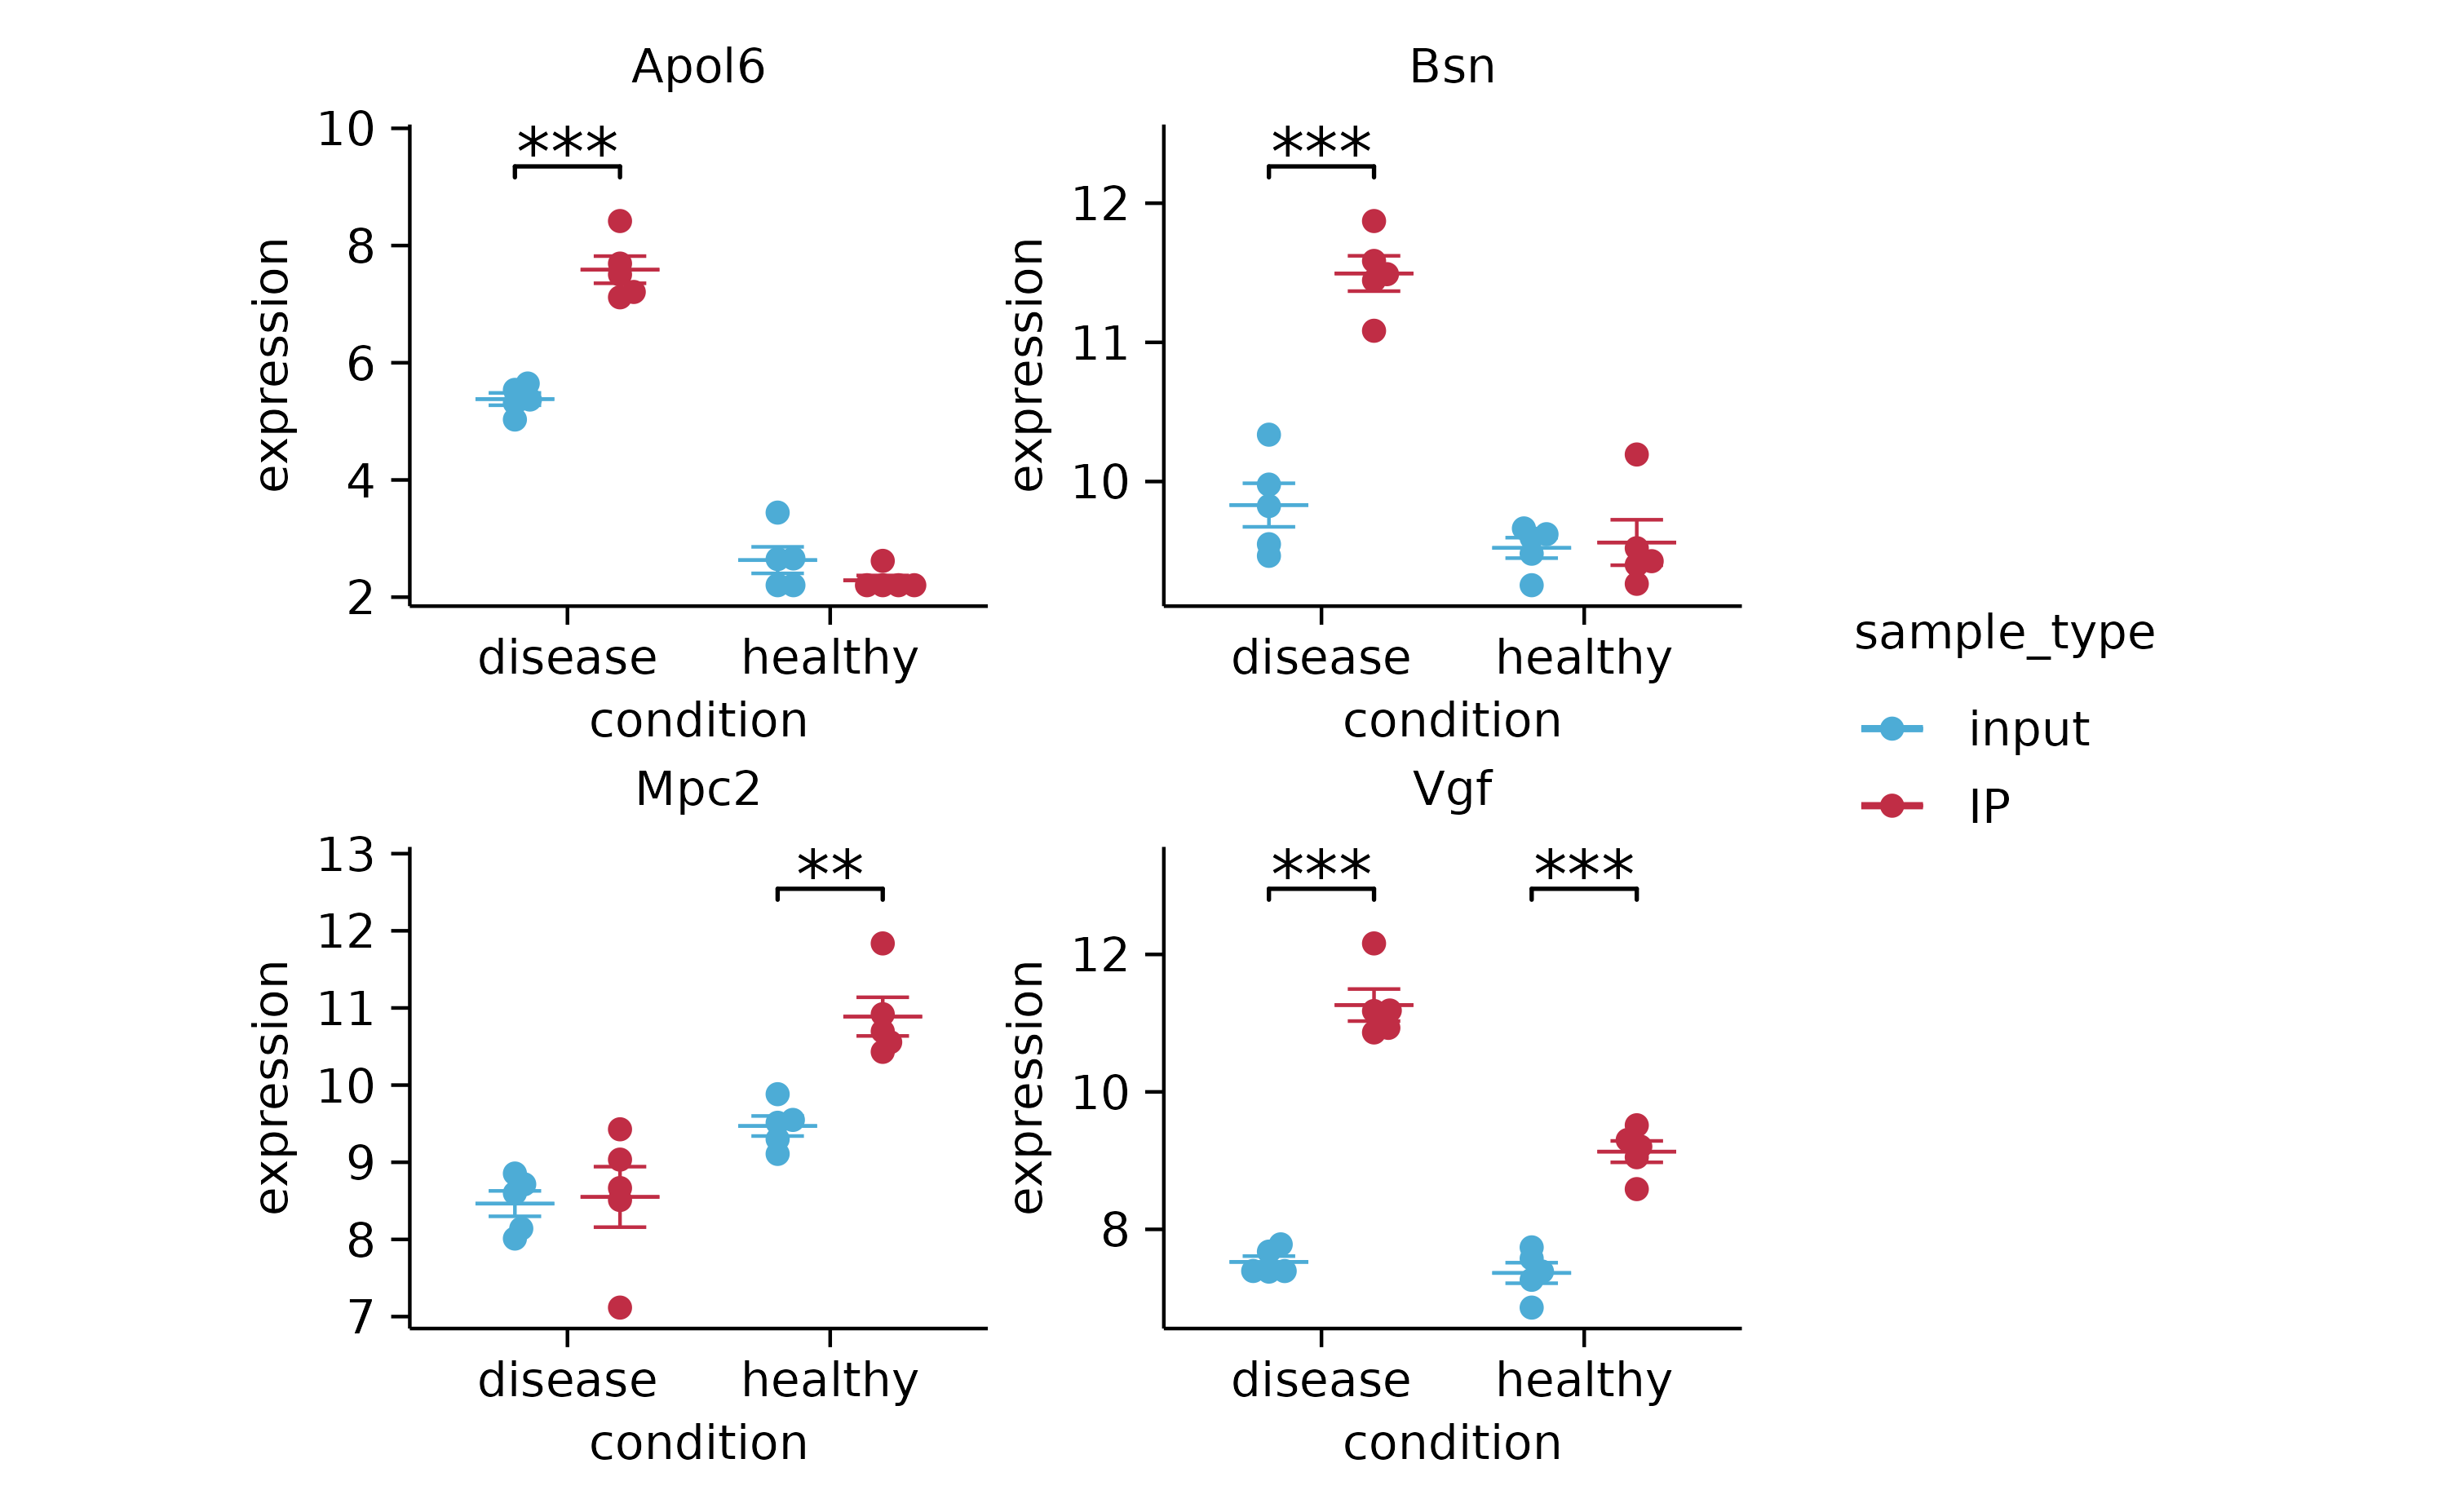 Apol6
***
10
8
6
4
2
expression
disease healthy
condition
Bsn
***
12
11
10
expression
disease healthy
condition
Mpc2
**
13
12
11
10
9
8
7
expression
disease healthy
condition
Vgf
*** ***
12
10
8
expression
disease healthy
condition
sample_type
input
IP